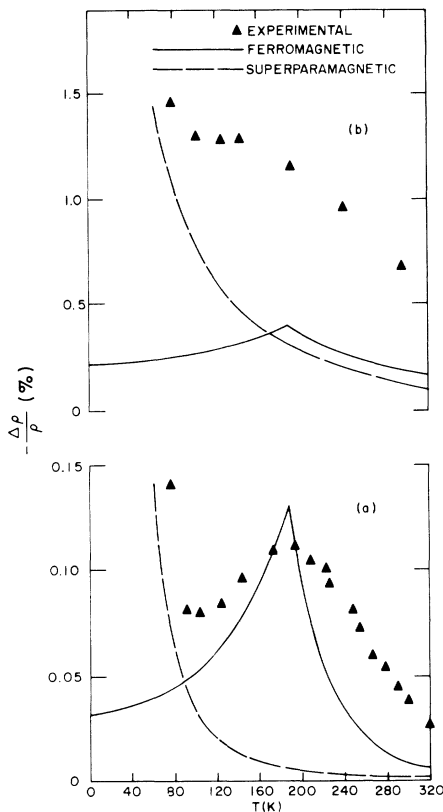 ▲ EXPERIMENTAL
FERROMAGNETIC
SUPERPARAMAGNETIC
1.5
(b)
1.0
0.5
0
-Δρ/ρ (%)
0.15
(a)
0.10
0.05
0
0 40 80 120 160 200 240 280 320
T(K)